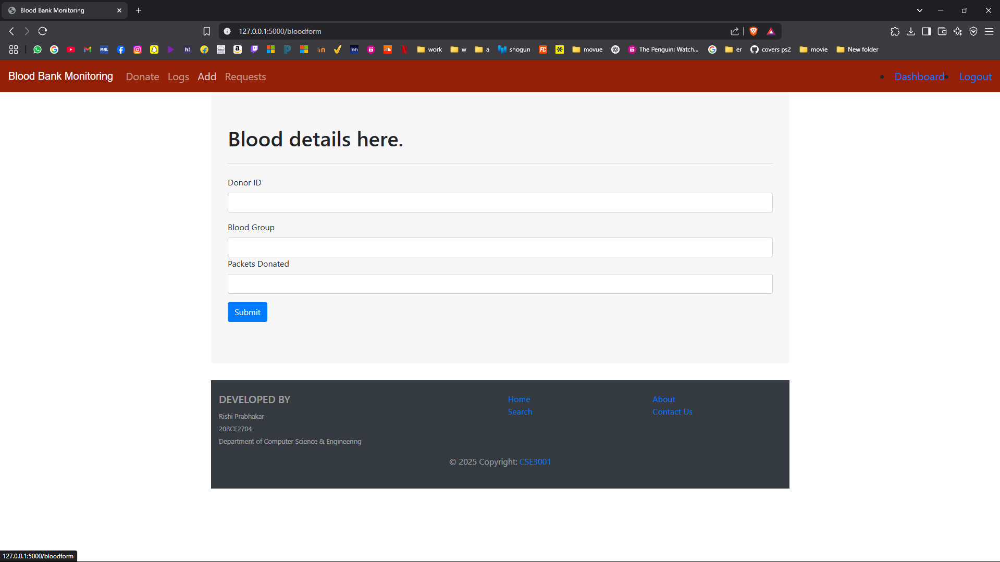 Blood Bank Monitoring
127.0.0.1:5000/bloodform
MAL h! a work w a shogun FC movue The Penguin: Watch... er covers ps2 movie New folder
Blood Bank Monitoring Donate Logs Add Requests • Dashboard • Logout
Blood details here.
Donor ID
Blood Group
Packets Donated
Submit
DEVELOPED BY
Rishi Prabhakar
20BCE2704
Department of Computer Science & Engineering
Home
Search
About
Contact Us
© 2025 Copyright: CSE3001
127.0.0.1:5000/bloodform